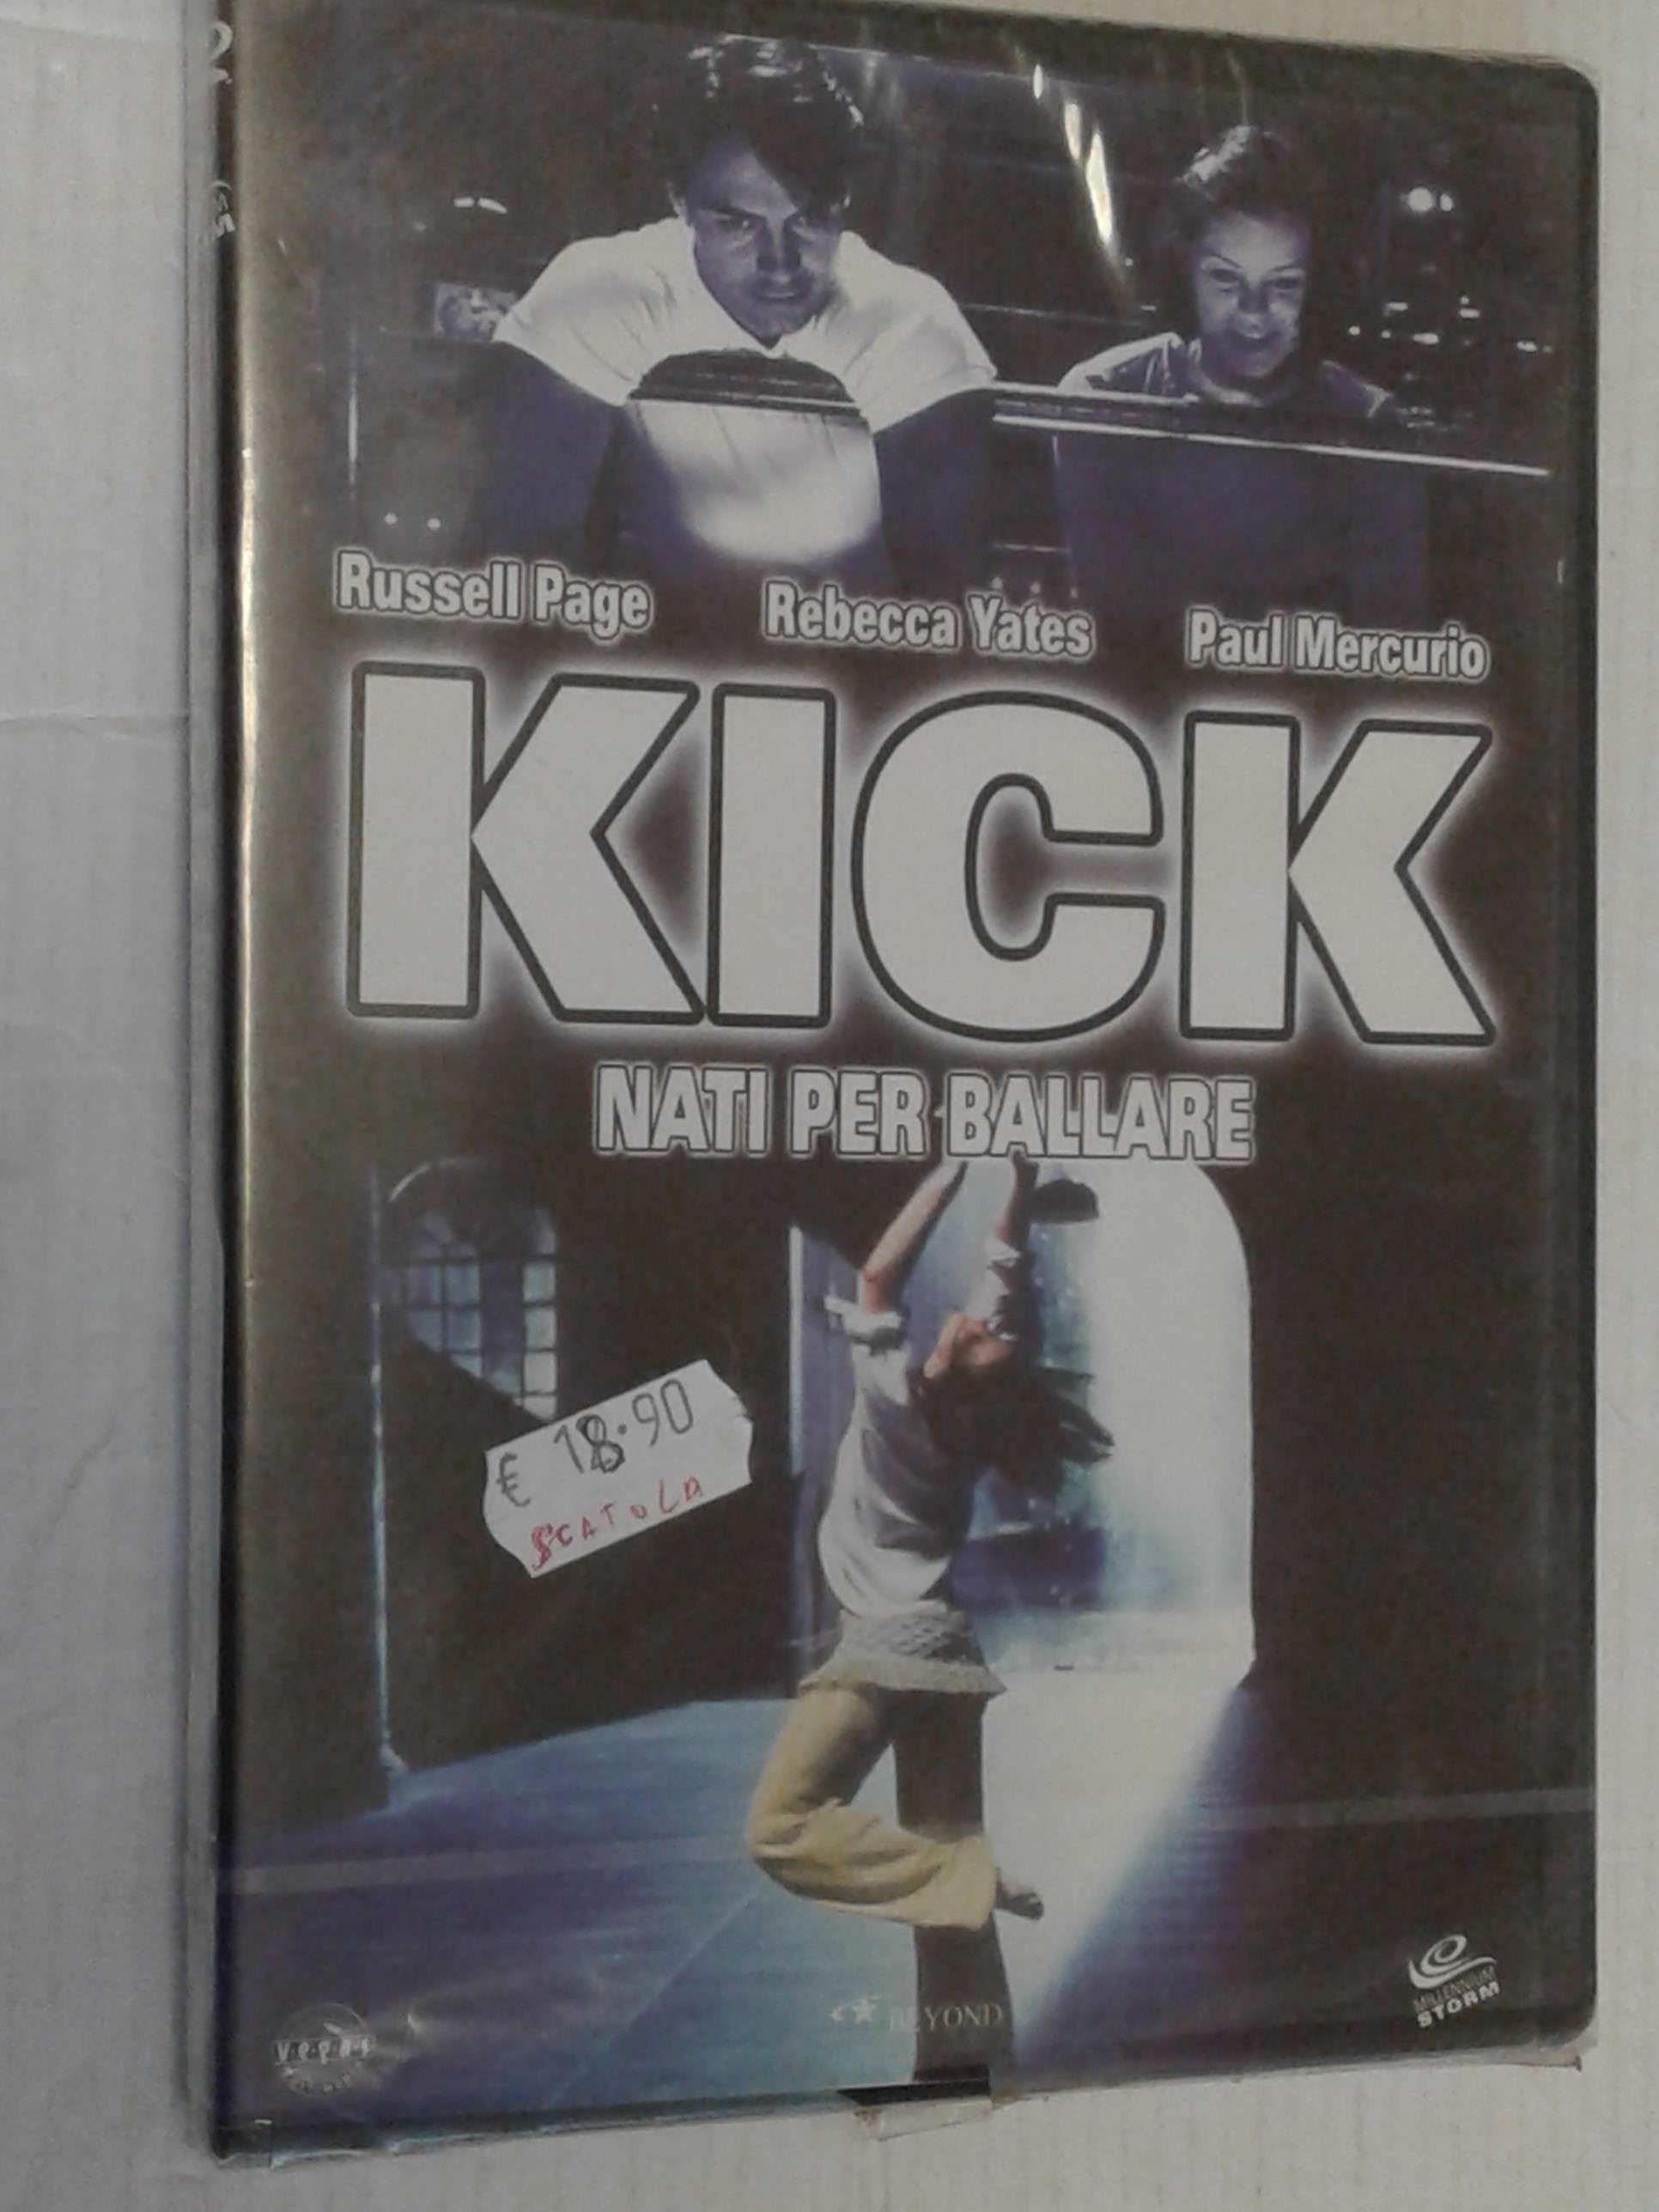 Russell Page Rebecca Yates Paul Mercurio
KICK
NATI PER BALLARE
€ 18.90
SCATOLA
BEYOND
MILLENNIUM
STORM